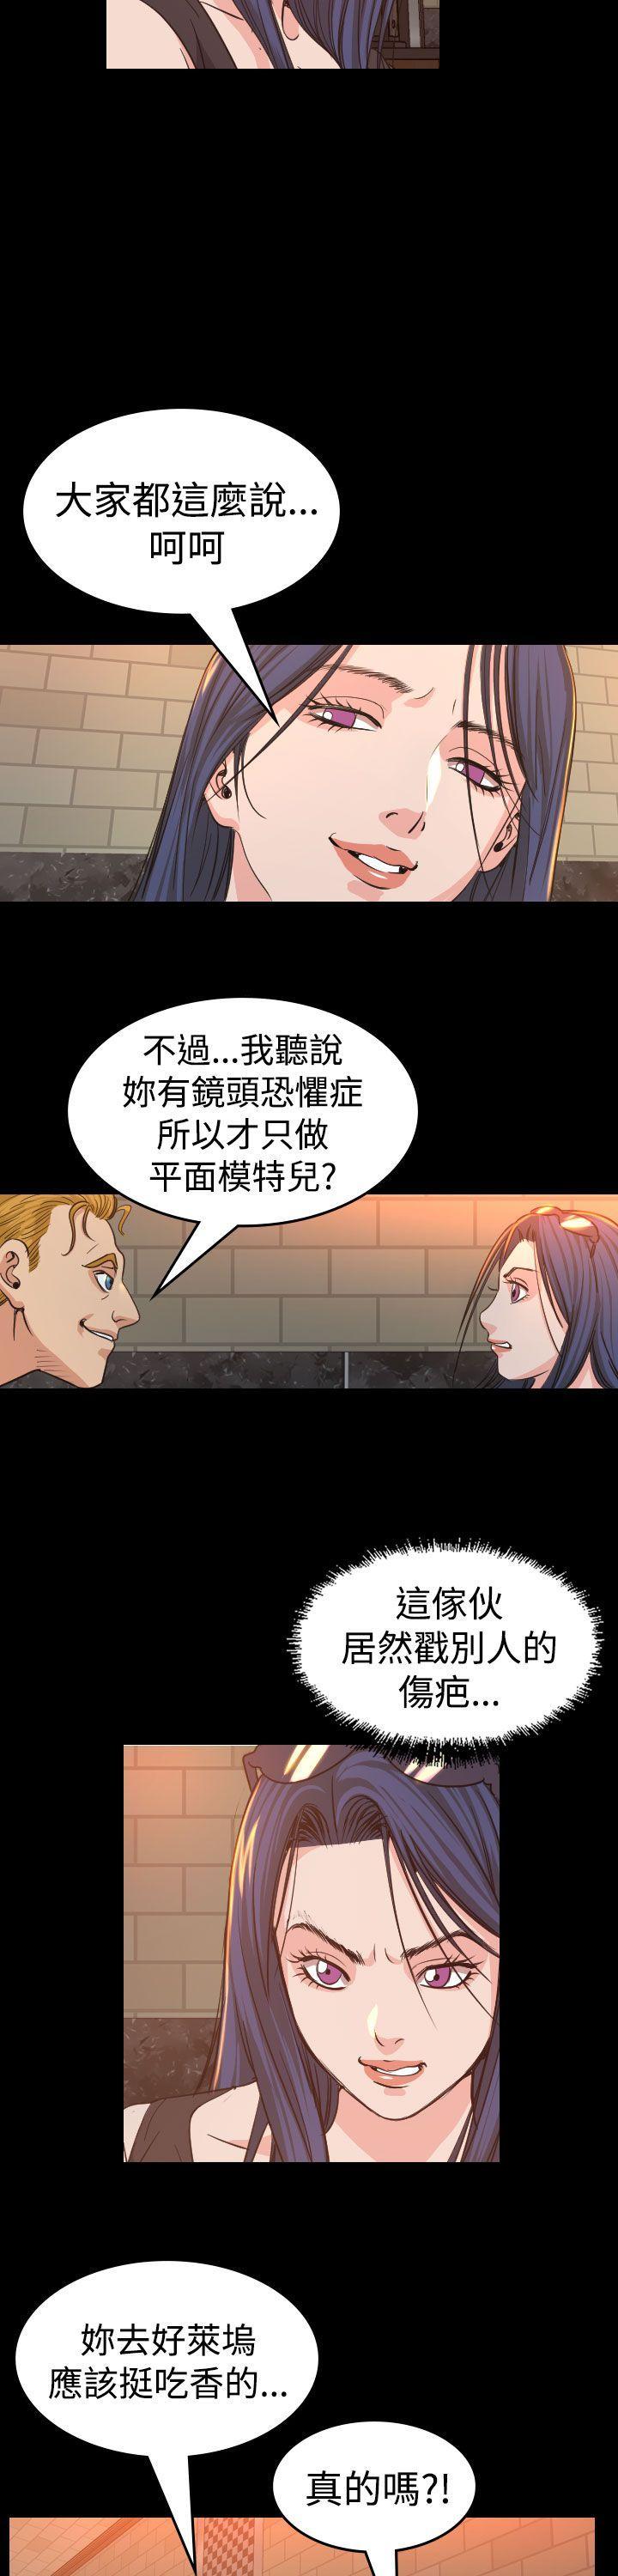 大家都這麼說...
呵呵
不過...我聽說
妳有鏡頭恐懼症
所以才只做
平面模特兒?
這傢伙
居然戳別人的
傷疤...
妳去好萊塢
應該挺吃香的...
真的嗎?!